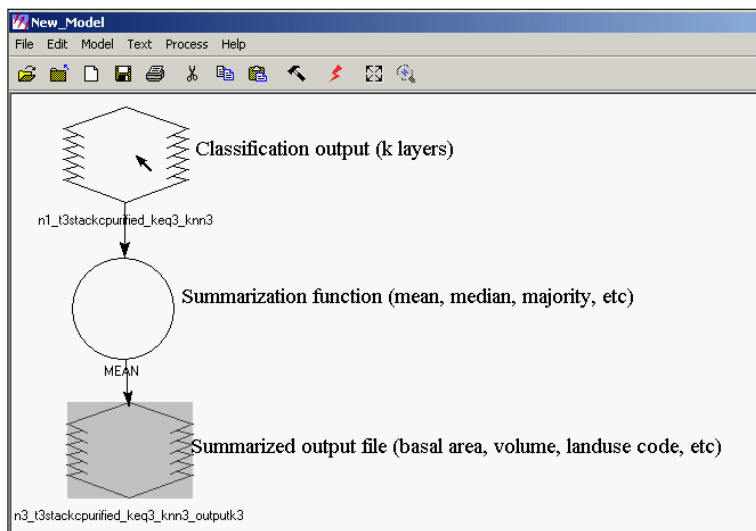 New_Model
File Edit Model Text Process Help
Classification output (k layers)
n1_t3stackcpurified_keq3_knn3
Summarization function (mean, median, majority, etc)
MEAN
Summarized output file (basal area, volume, landuse code, etc)
n3_t3stackcpurified_keq3_knn3_outputk3